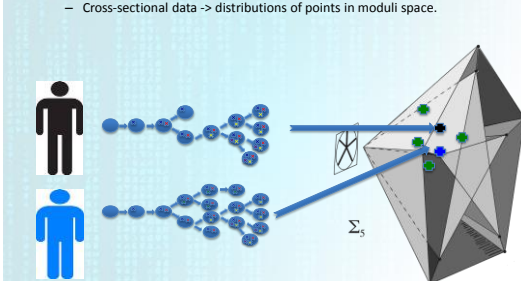 – Cross-sectional data -> distributions of points in moduli space.
Σ₅